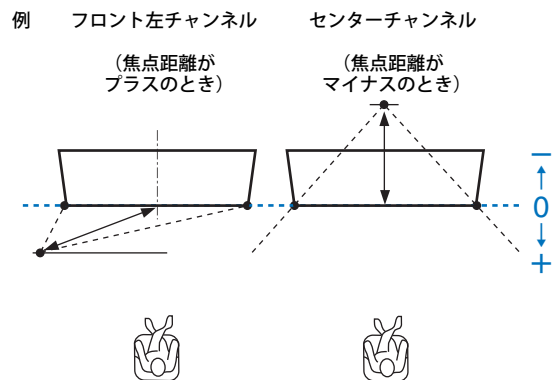 例 フロント左チャンネル センターチャンネル
（焦点距離が （焦点距離が
プラスのとき） マイナスのとき）
−
0
+